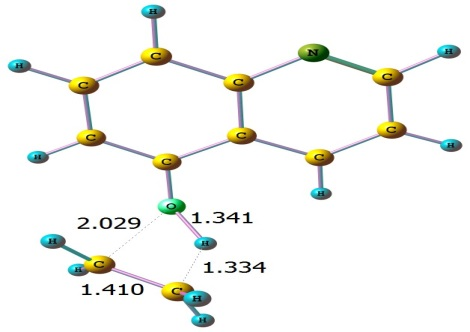 H
H C N H
C C C
C C C C H
H C H
O 1.341
2.029 H
H C 1.334
H 1.410 C H
H